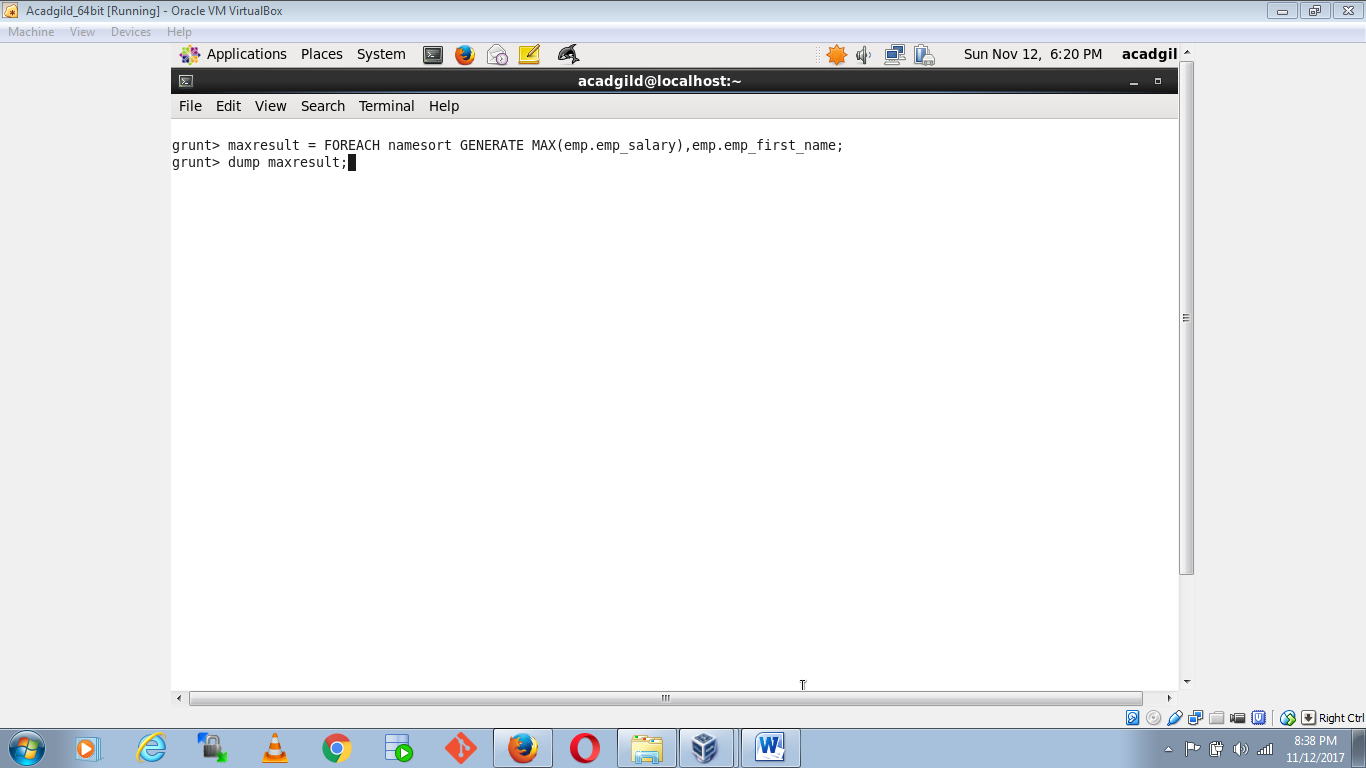 Acadgild_64bit [Running] - Oracle VM VirtualBox
Machine View Devices Help
Applications Places System Sun Nov 12, 6:20 PM acadgil
acadgild@localhost:~
File Edit View Search Terminal Help
grunt> maxresult = FOREACH namesort GENERATE MAX(emp.emp_salary),emp.emp_first_name;
grunt> dump maxresult;
Right Ctrl
8:38 PM
11/12/2017